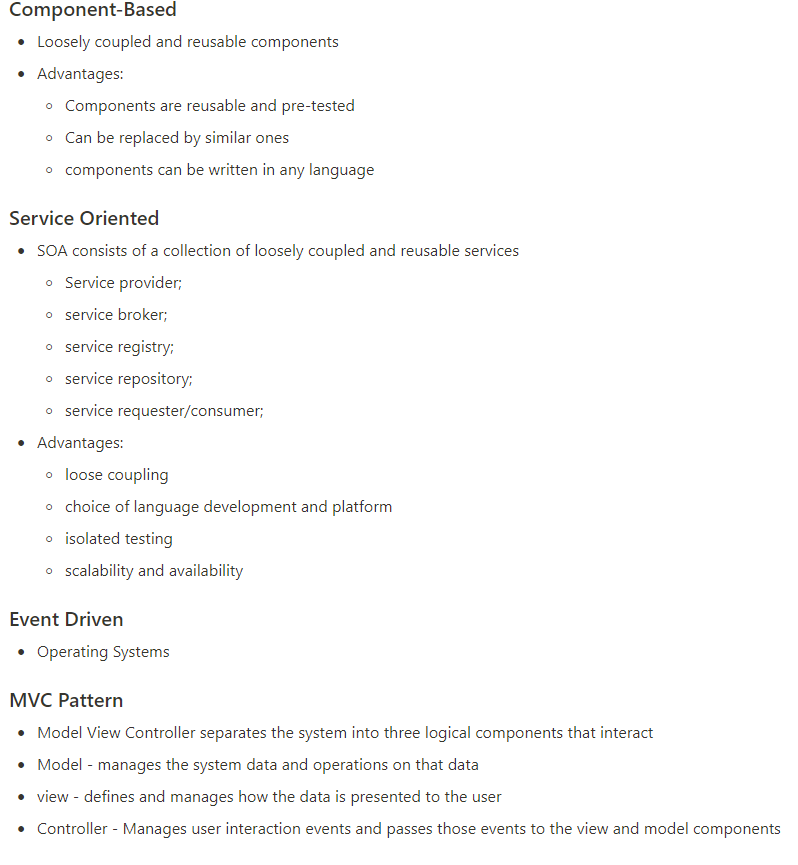 Component-Based
Loosely coupled and reusable components
Advantages:
Components are reusable and pre-tested
Can be replaced by similar ones
components can be written in any language
Service Oriented
SOA consists of a collection of loosely coupled and reusable services
Service provider;
service broker;
service registry;
service repository;
service requester/consumer;
Advantages:
loose coupling
choice of language development and platform
isolated testing
scalability and availability
Event Driven
Operating Systems
MVC Pattern
Model View Controller separates the system into three logical components that interact
Model - manages the system data and operations on that data
view - defines and manages how the data is presented to the user
Controller - Manages user interaction events and passes those events to the view and model components